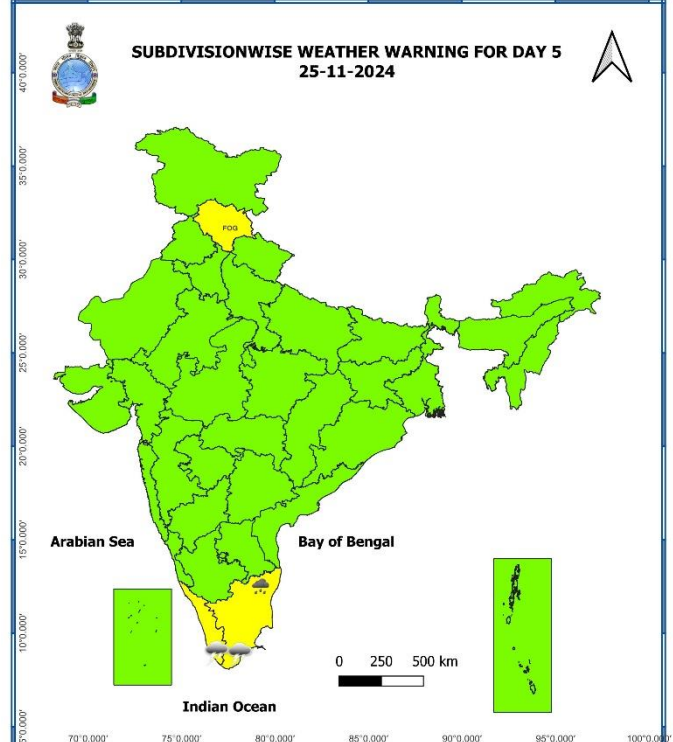 SUBDIVISIONWISE WEATHER WARNING FOR DAY 5
25-11-2024
40°0.000'
35°0.000'
FOG
30°0.000'
25°0.000'
20°0.000'
15°0.000'
Arabian Sea
Bay of Bengal
10°0.000'
0 250 500 km
Indian Ocean
5°0.000'
70°0.000' 75°0.000' 80°0.000' 85°0.000' 90°0.000' 95°0.000' 100°0.000'